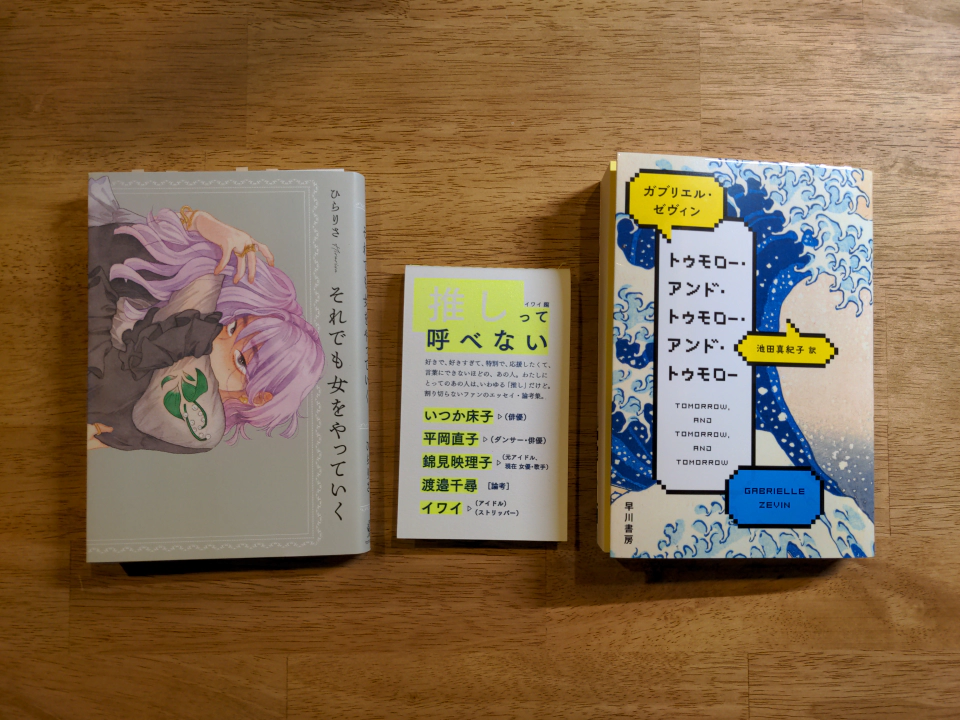 ひらりさ
それでも女をやっていく
推しって
イワイ編
呼べない
好きで、好きすぎて、特別で、応援したくて、
言葉にできないほどの、あの人。わたしに
とってのあの人は、いわゆる「推し」だけど。
割り切らないファンのエッセイ・論考集。
いつか床子▷(俳優)
平岡直子▷(ダンサー・俳優)
錦見映理子▷(元アイドル、
現在 女優・歌手)
渡邉千尋 [論考]
イワイ▷(アイドル)
(ストリッパー)
ガブリエル・
ゼヴィン
トゥモロー・
アンド・
トゥモロー・
アンド・
トゥモロー
池田真紀子 訳
TOMORROW,
AND
TOMORROW,
AND
TOMORROW
GABRIELLE
ZEVIN
早川書房